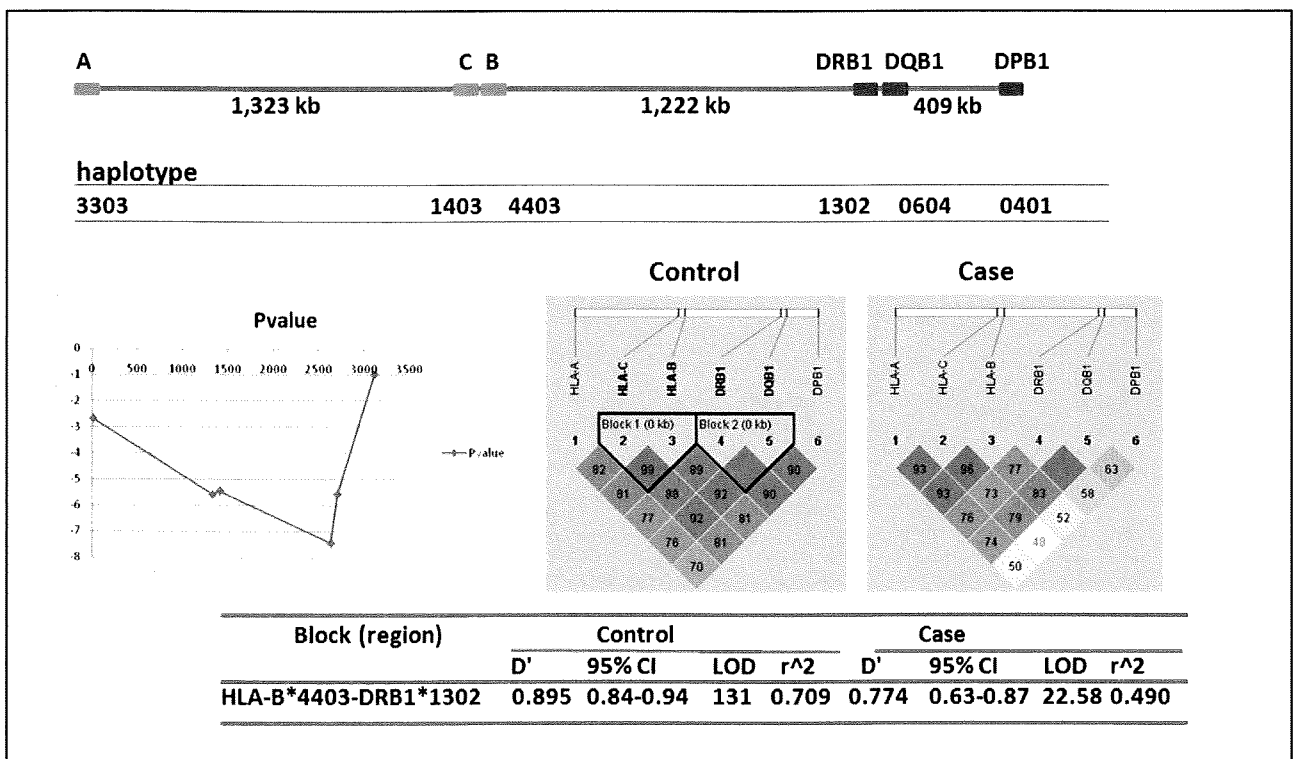 A C B DRB1 DQB1 DPB1
1,323 kb 1,222 kb 409 kb
haplotype
3303 1403 4403 1302 0604 0401
Control Case
Pvalue
0
0 500 1000 1500 2000 2500 3000 3500
-1
-2
-3
-4
-5
-6
-7
-8
Pvalue
HLA-A HLA-C HLA-B DRB1 DQB1 DPB1
Block 1 (0 kb) Block 2 (0 kb)
1 2 3 4 5 6
92 99 89 90
81 88 92 90
77 92 81
76 81
70
HLA-A HLA-C HLA-B DRB1 DQB1 DPB1
1 2 3 4 5 6
93 96 77 63
93 73 83 58
76 79 52
74 48
50
Block (region) Control Case
D' 95% CI LOD r^2 D' 95% CI LOD r^2
HLA-B*4403-DRB1*1302 0.895 0.84-0.94 131 0.709 0.774 0.63-0.87 22.58 0.490